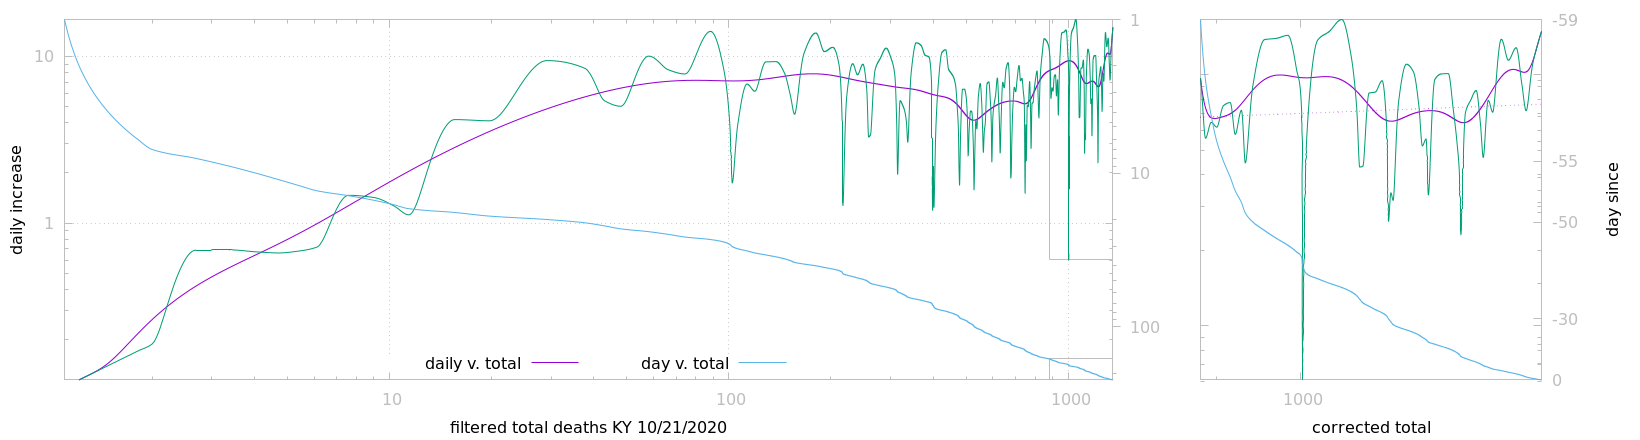 daily increase
10
1
1
10
100
daily v. total
day v. total
10
100
1000
filtered total deaths KY 10/21/2020
-59
-55
-50
-30
0
day since
1000
corrected total